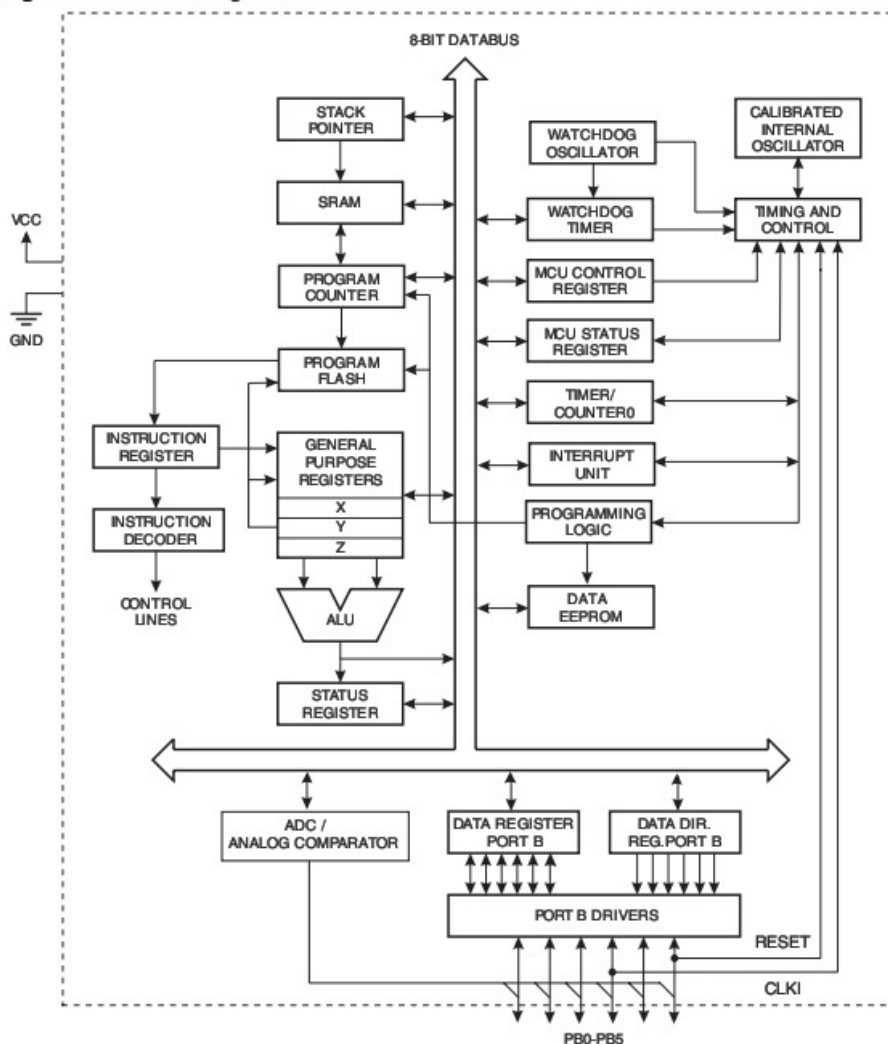 8-BIT DATABUS
STACK
POINTER
WATCHDOG
OSCILLATOR
CALIBRATED
INTERNAL
OSCILLATOR
SRAM
WATCHDOG
TIMER
TIMING AND
CONTROL
VCC
GND
PROGRAM
COUNTER
MCU CONTROL
REGISTER
MCU STATUS
REGISTER
PROGRAM
FLASH
TIMER/
COUNTER0
INSTRUCTION
REGISTER
GENERAL
PURPOSE
REGISTERS
X
Y
Z
INTERRUPT
UNIT
INSTRUCTION
DECODER
PROGRAMMING
LOGIC
CONTROL
LINES
ALU
DATA
EEPROM
STATUS
REGISTER
ADC /
ANALOG COMPARATOR
DATA REGISTER
PORT B
DATA DIR.
REG.PORT B
PORT B DRIVERS
RESET
CLKI
PB0-PB5